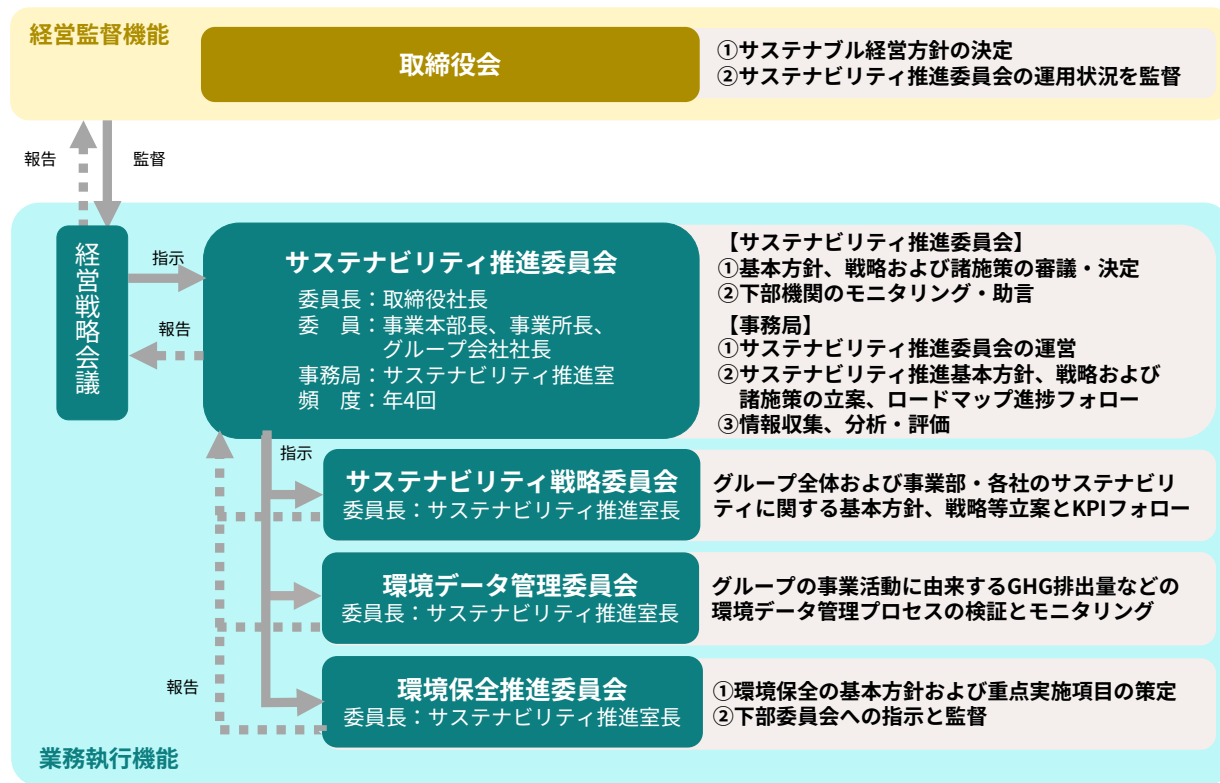 経営監督機能
取締役会
①サステナブル経営方針の決定
②サステナビリティ推進委員会の運用状況を監督
報告
監督
経営戦略会議
指示
報告
サステナビリティ推進委員会
委員長：取締役社長
委　員：事業本部長、事業所長、
グループ会社社長
事務局：サステナビリティ推進室
頻　度：年4回
【サステナビリティ推進委員会】
①基本方針、戦略および諸施策の審議・決定
②下部機関のモニタリング・助言
【事務局】
①サステナビリティ推進委員会の運営
②サステナビリティ推進基本方針、戦略および
諸施策の立案、ロードマップ進捗フォロー
③情報収集、分析・評価
指示
サステナビリティ戦略委員会
委員長：サステナビリティ推進室長
グループ全体および事業部・各社のサステナビリ
ティに関する基本方針、戦略等立案とKPIフォロー
環境データ管理委員会
委員長：サステナビリティ推進室長
グループの事業活動に由来するGHG排出量などの
環境データ管理プロセスの検証とモニタリング
報告
環境保全推進委員会
委員長：サステナビリティ推進室長
①環境保全の基本方針および重点実施項目の策定
②下部委員会への指示と監督
業務執行機能